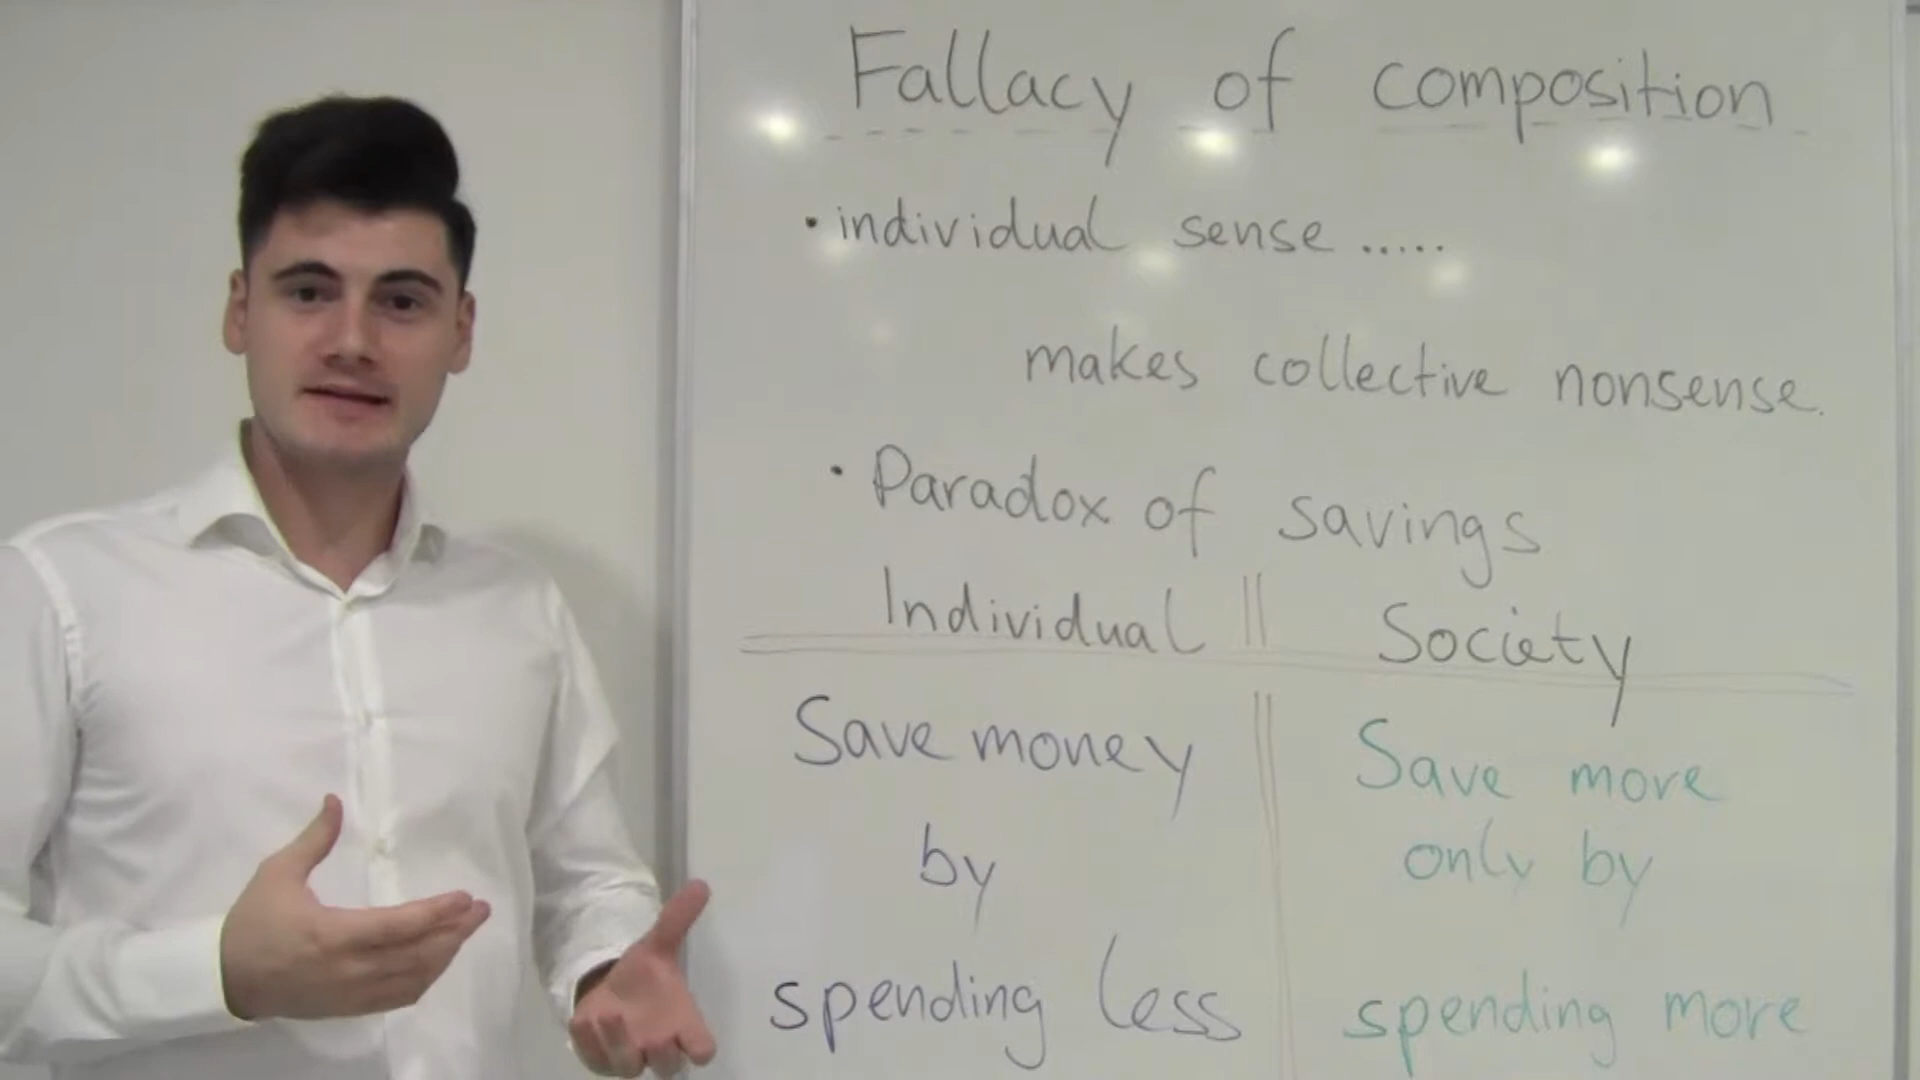 Fallacy of composition
• individual sense .....
makes collective nonsense.
• Paradox of savings
Individual || Society
Save money
by
spending less
Save more
only by
spending more